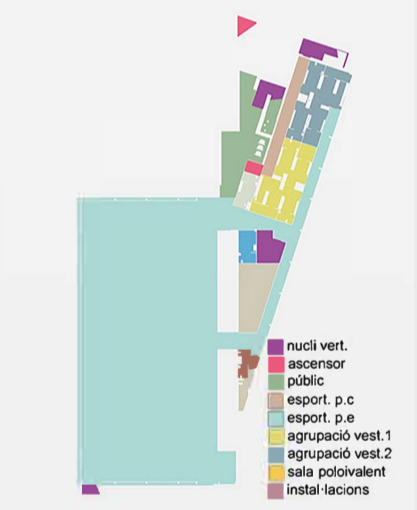 nucli vert.
ascensor
públic
esport. p.c
esport. p.e
agrupació vest.1
agrupació vest.2
sala poloivalent
instal·lacions